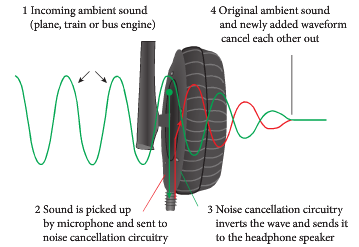 1 Incoming ambient sound
(plane, train or bus engine)
4 Original ambient sound
and newly added waveform
cancel each other out
2 Sound is picked up
by microphone and sent to
noise cancellation circuitry
3 Noise cancellation circuitry
inverts the wave and sends it
to the headphone speaker